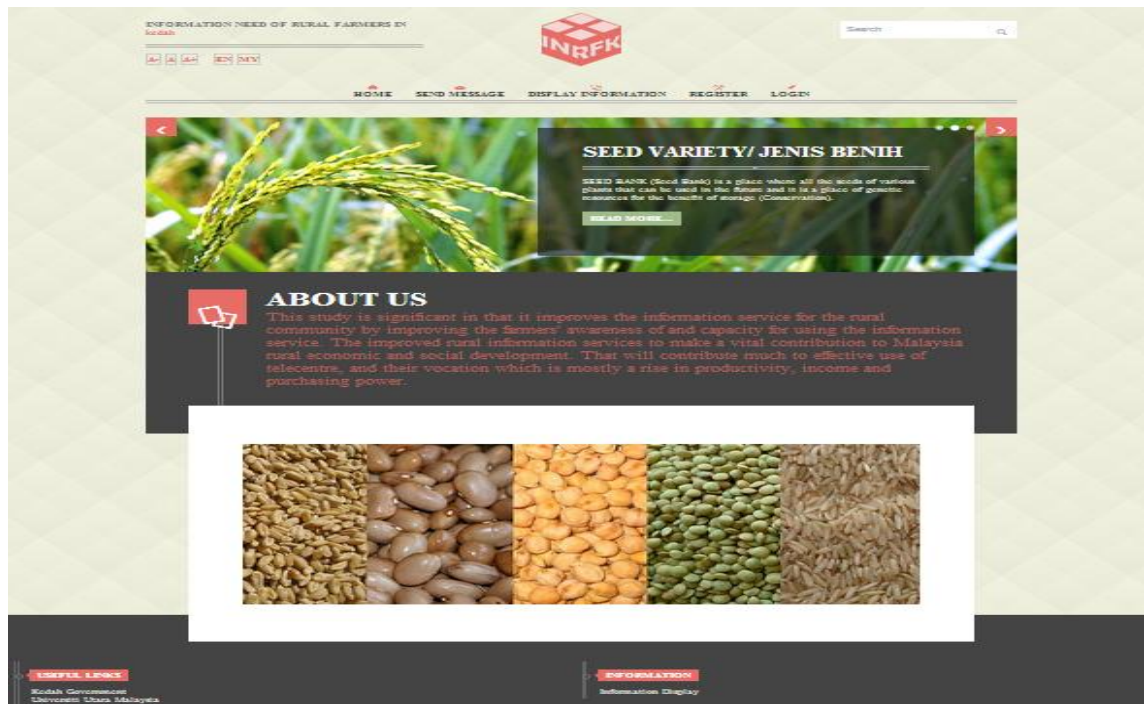 INFORMATION NEED OF RURAL FARMERS IN
kedah
A- A A+ EN MY
INRFK
Search
HOME SEND MESSAGE DISPLAY INFORMATION REGISTER LOGIN
SEED VARIETY/ JENIS BENIH
SEED BANK (Seed Bank) is a place where all the seeds of various
plants that can be used in the future and it is a place of genetic
resources for the benefit of storage (Conservation).
READ MORE...
ABOUT US
This study is significant in that it improves the information service for the rural
community by improving the farmers' awareness of and capacity for using the information
service. The improved rural information services to make a vital contribution to Malaysia
rural economic and social development. That will contribute much to effective use of
telecentre, and their vocation which is mostly a rise in productivity, income and
purchasing power.
USEFUL LINKS
Kedah Government
Universiti Utara Malaysia
INFORMATION
Information Display